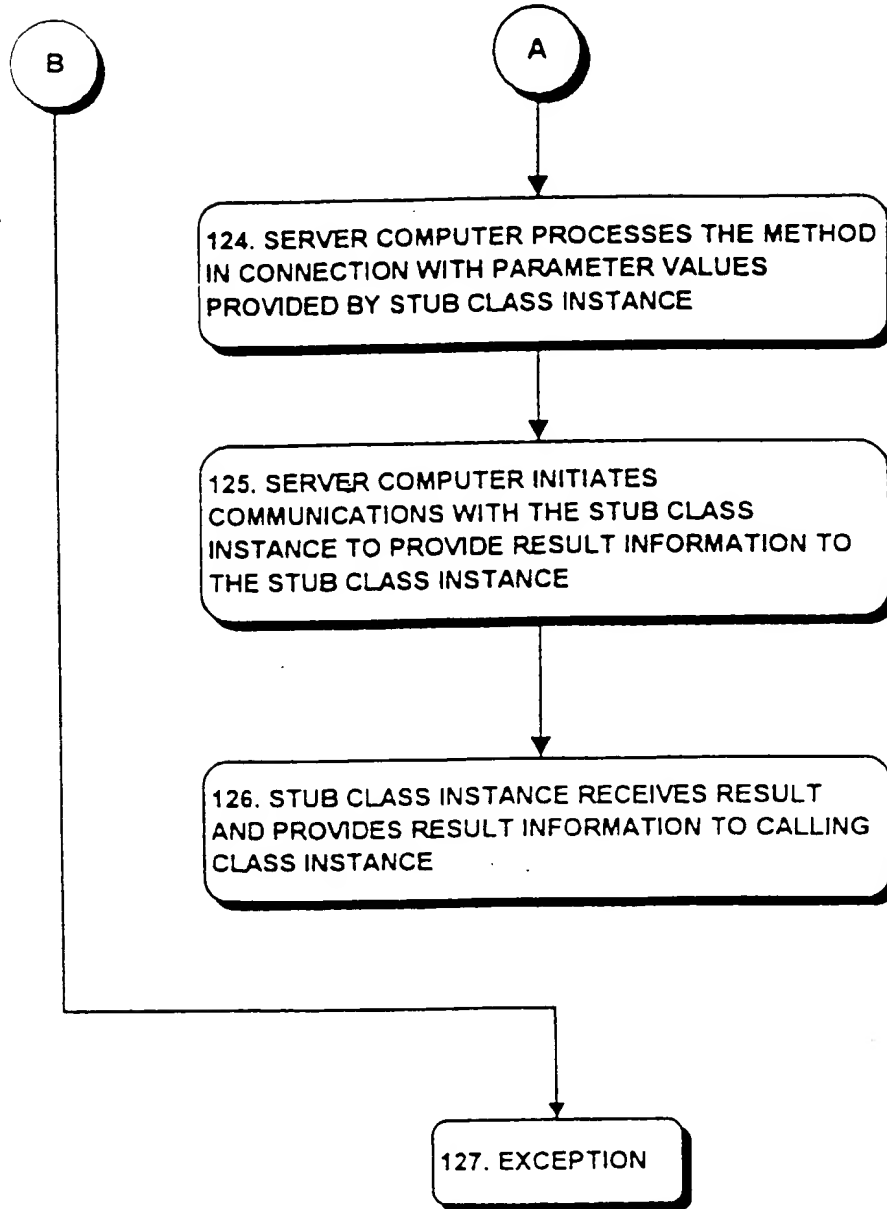 B
A
124. SERVER COMPUTER PROCESSES THE METHOD
IN CONNECTION WITH PARAMETER VALUES
PROVIDED BY STUB CLASS INSTANCE
125. SERVER COMPUTER INITIATES
COMMUNICATIONS WITH THE STUB CLASS
INSTANCE TO PROVIDE RESULT INFORMATION TO
THE STUB CLASS INSTANCE
126. STUB CLASS INSTANCE RECEIVES RESULT
AND PROVIDES RESULT INFORMATION TO CALLING
CLASS INSTANCE
127. EXCEPTION